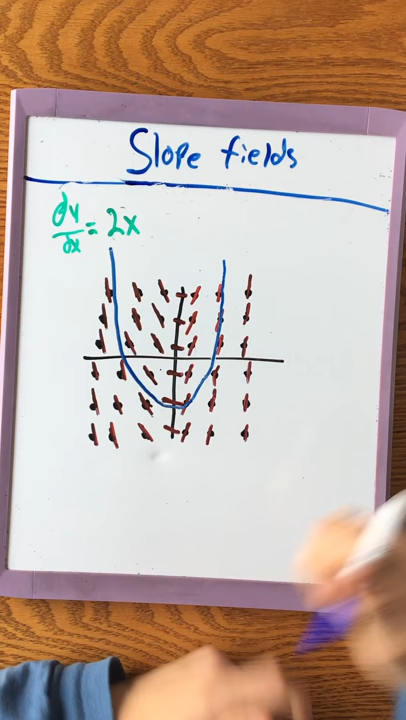 Slope fields
dy/dx = 2x